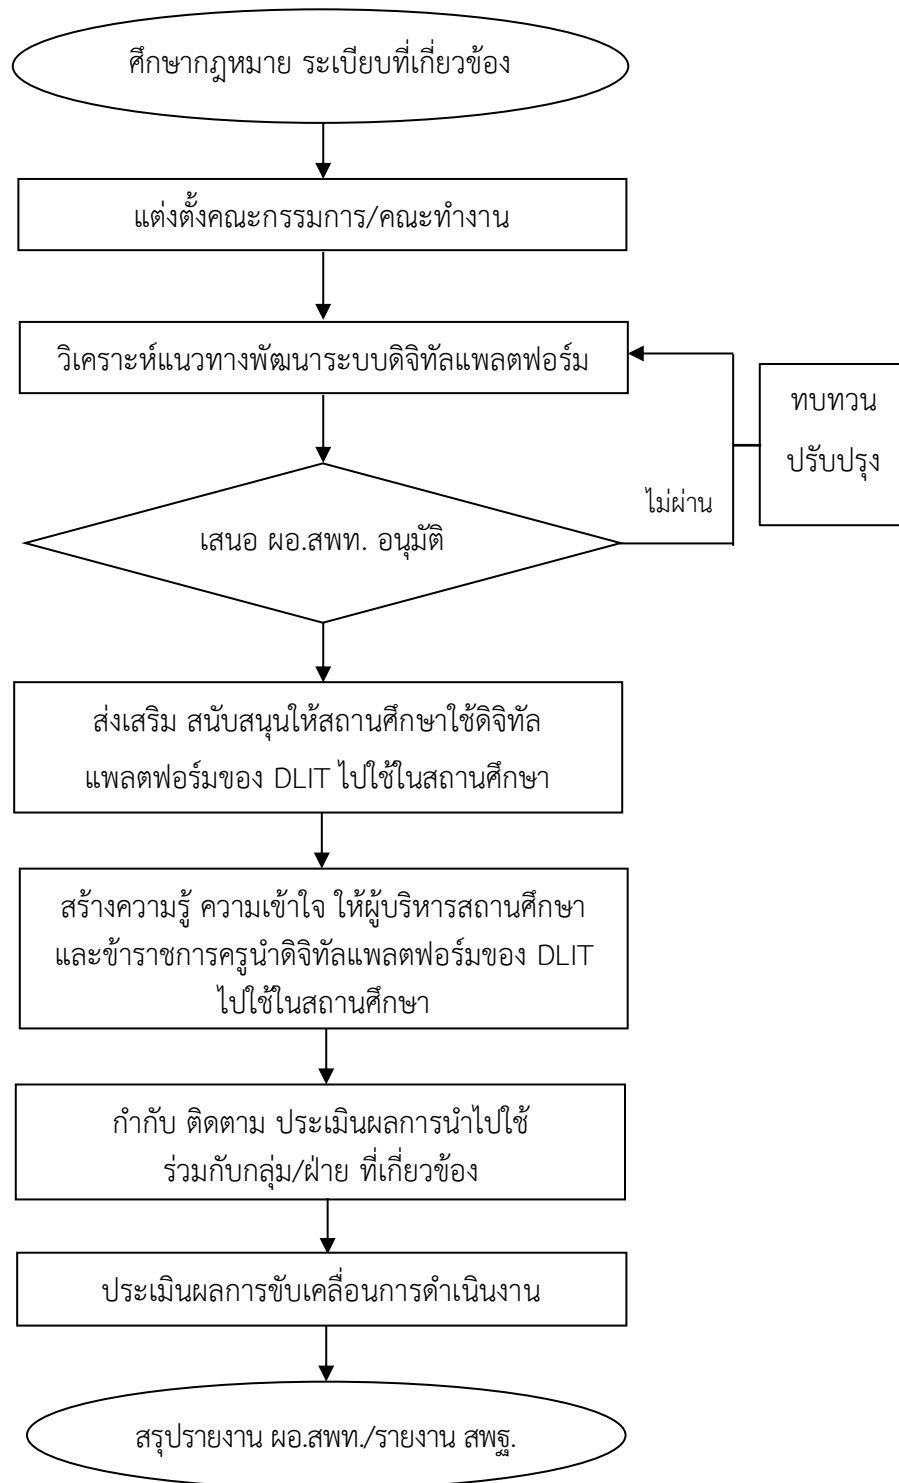 ศึกษากฎหมาย ระเบียบที่เกี่ยวข้อง
แต่งตั้งคณะกรรมการ/คณะทำงาน
วิเคราะห์แนวทางพัฒนาระบบดิจิทัลแพลตฟอร์ม
ทบทวน
ปรับปรุง
ไม่ผ่าน
เสนอ ผอ.สพท. อนุมัติ
ส่งเสริม สนับสนุนให้สถานศึกษาใช้ดิจิทัล
แพลตฟอร์มของ DLIT ไปใช้ในสถานศึกษา
สร้างความรู้ ความเข้าใจ ให้ผู้บริหารสถานศึกษา
และข้าราชการครูนำดิจิทัลแพลตฟอร์มของ DLIT
ไปใช้ในสถานศึกษา
กำกับ ติดตาม ประเมินผลการนำไปใช้
ร่วมกับกลุ่ม/ฝ่าย ที่เกี่ยวข้อง
ประเมินผลการขับเคลื่อนการดำเนินงาน
สรุปรายงาน ผอ.สพท./รายงาน สพฐ.